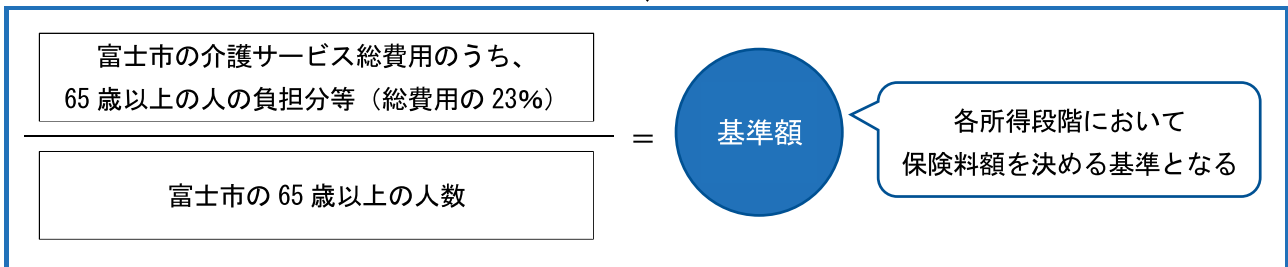 富士市の介護サービス総費用のうち、
65歳以上の人の負担分等（総費用の23%）
富士市の65歳以上の人数
=
基準額
各所得段階において
保険料額を決める基準となる